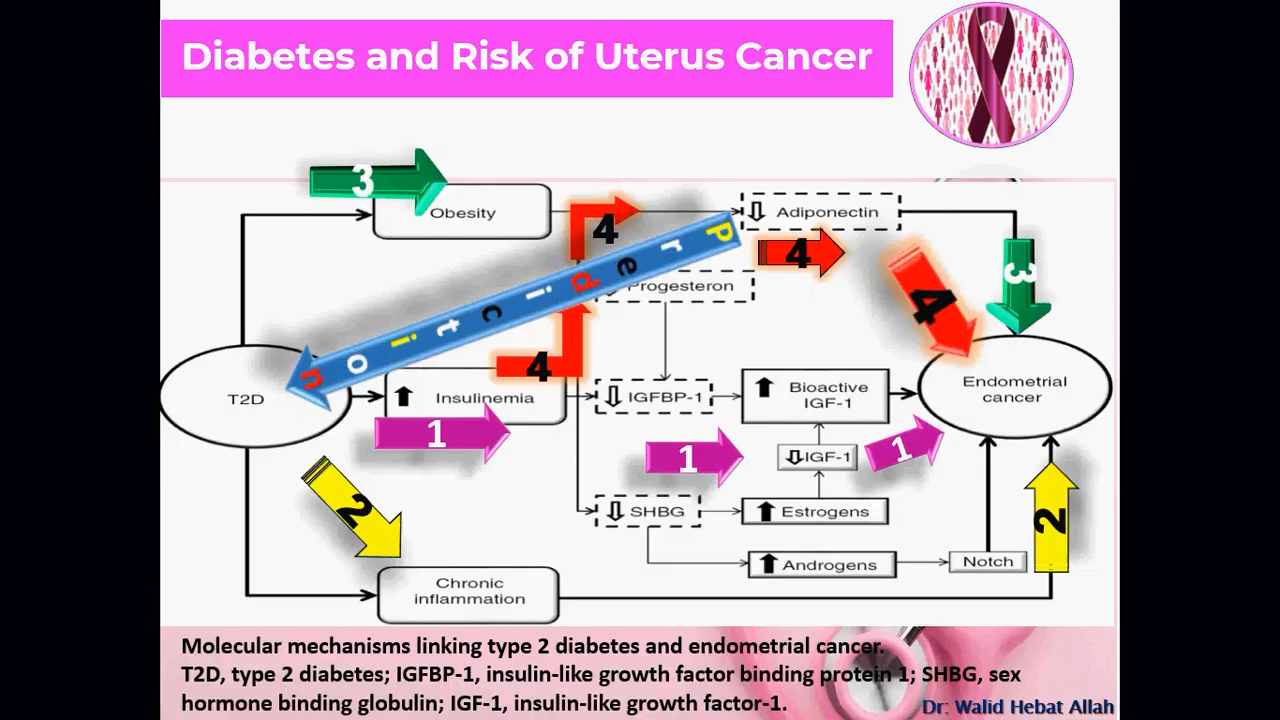 Diabetes and Risk of Uterus Cancer
3
Obesity
4
Adiponectin
Prediction
4
3
Progesteron
4
4
T2D
Insulinemia
IGFBP-1
Bioactive
IGF-1
Endometrial
cancer
1
1
1
IGF-1
2
SHBG
Estrogens
2
Androgens
Notch
Chronic
inflammation
Molecular mechanisms linking type 2 diabetes and endometrial cancer.
T2D, type 2 diabetes; IGFBP-1, insulin-like growth factor binding protein 1; SHBG, sex
hormone binding globulin; IGF-1, insulin-like growth factor-1.
Dr: Walid Hebat Allah